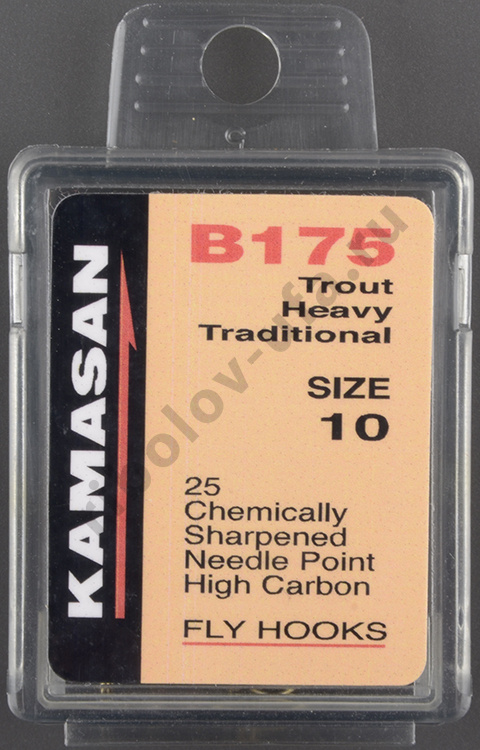 KAMASAN
B175
Trout
Heavy
Traditional
SIZE
10
25
Chemically
Sharpened
Needle Point
High Carbon
FLY HOOKS